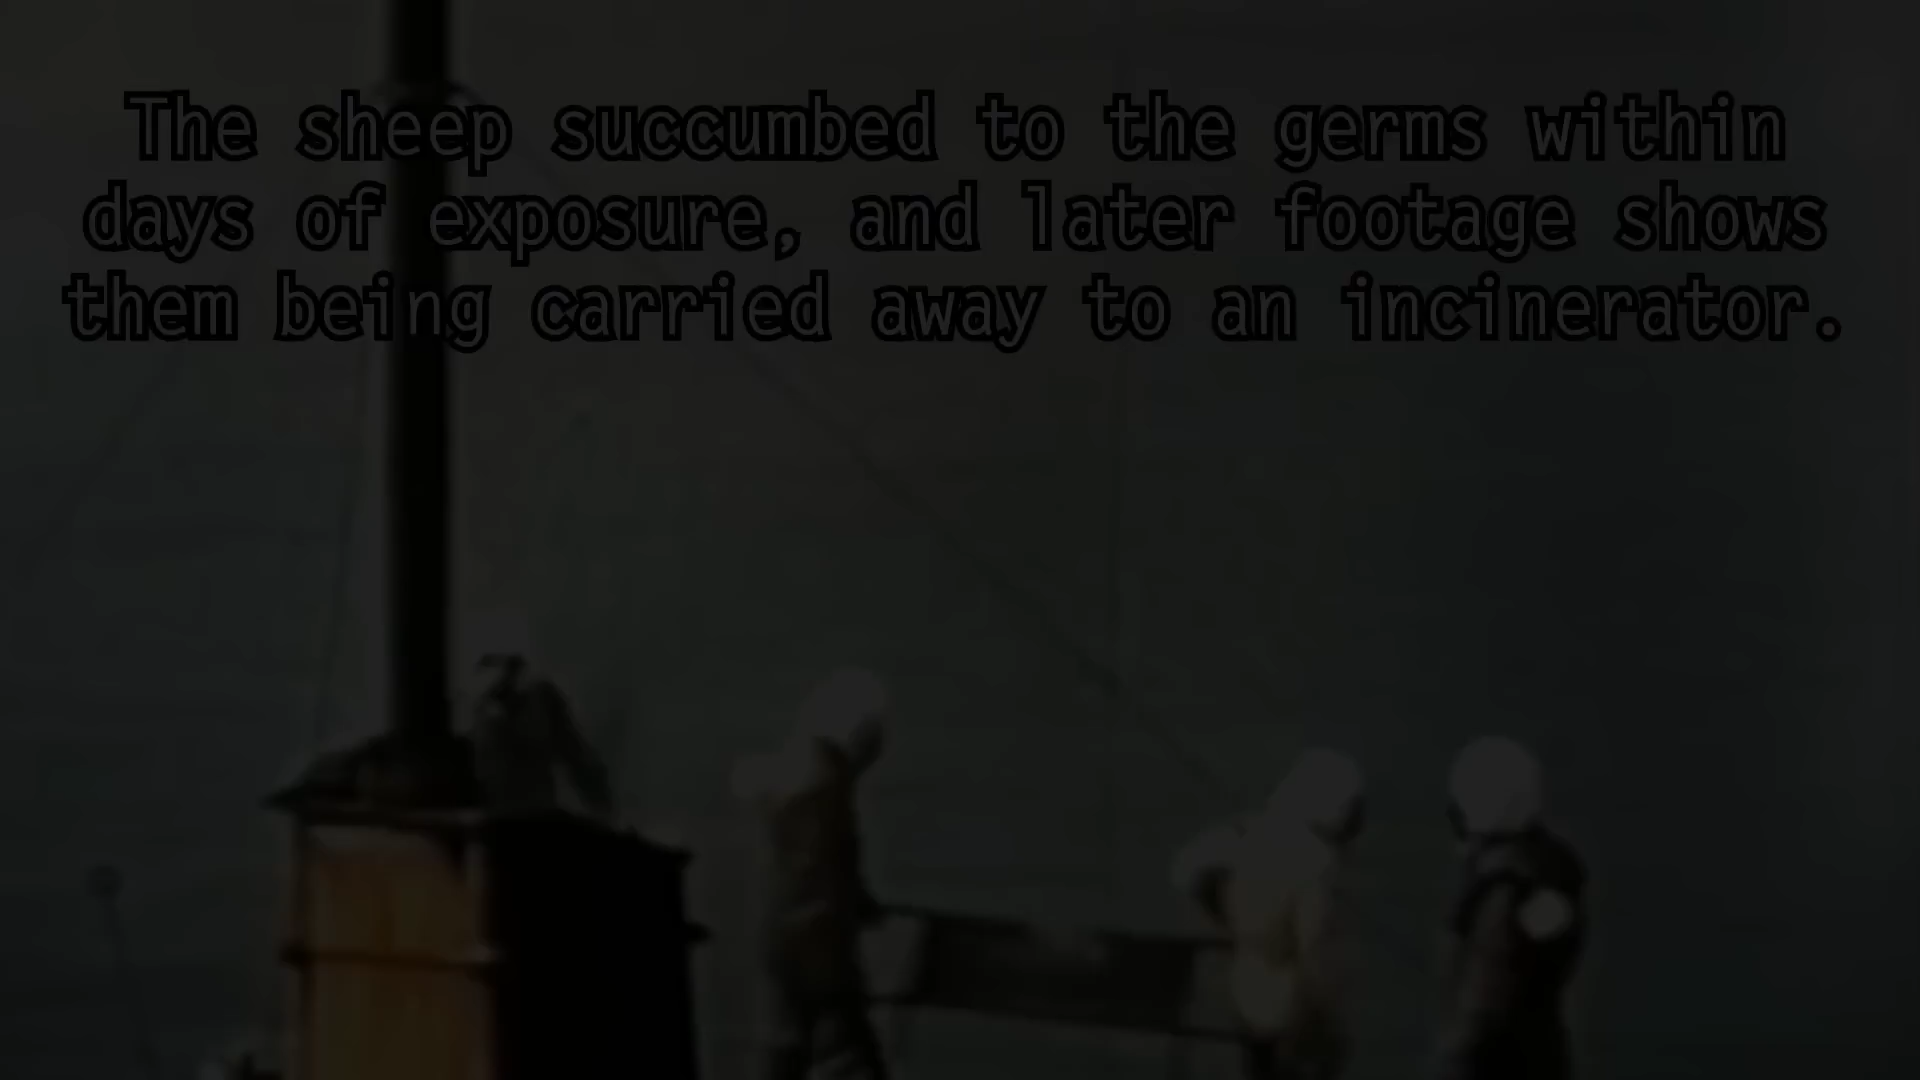 The sheep succumbed to the germs within
days of exposure, and later footage shows
them being carried away to an incinerator.